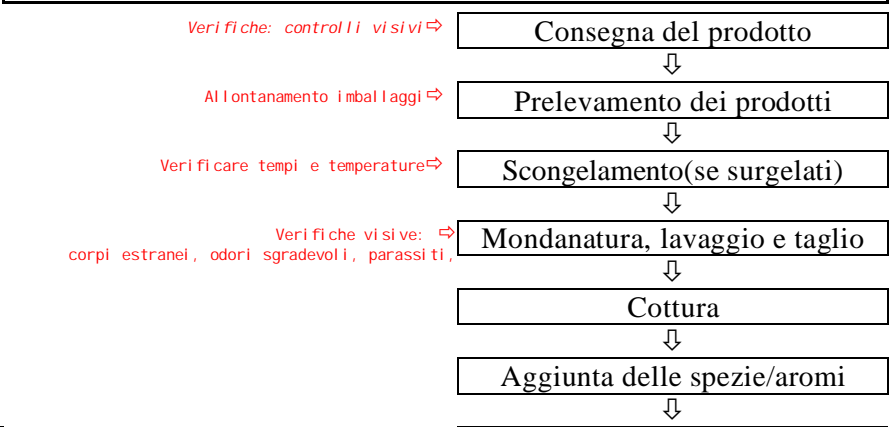 Verifiche: controlli visivi⇨ Consegna del prodotto
⇩
Allontanamento imballaggi⇨ Prelevamento dei prodotti
⇩
Verificare tempi e temperature⇨ Scongelamento(se surgelati)
⇩
Verifiche visive: ⇨ Mondanatura, lavaggio e taglio
corpi estranei, odori sgradevoli, parassiti,
⇩
Cottura
⇩
Aggiunta delle spezie/aromi
⇩